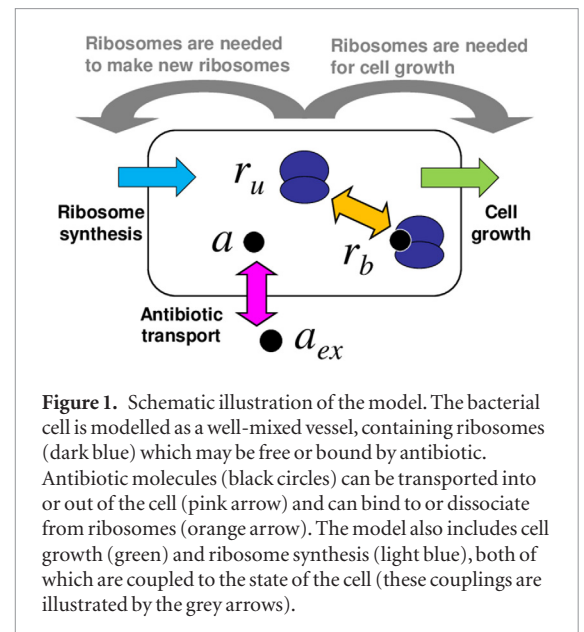 Ribosomes are needed
to make new ribosomes
Ribosomes are needed
for cell growth
r_u
Ribosome
synthesis
a
r_b
Cell
growth
Antibiotic
transport
a_ex
Figure 1. Schematic illustration of the model. The bacterial
cell is modelled as a well-mixed vessel, containing ribosomes
(dark blue) which may be free or bound by antibiotic.
Antibiotic molecules (black circles) can be transported into
or out of the cell (pink arrow) and can bind to or dissociate
from ribosomes (orange arrow). The model also includes cell
growth (green) and ribosome synthesis (light blue), both of
which are coupled to the state of the cell (these couplings are
illustrated by the grey arrows).